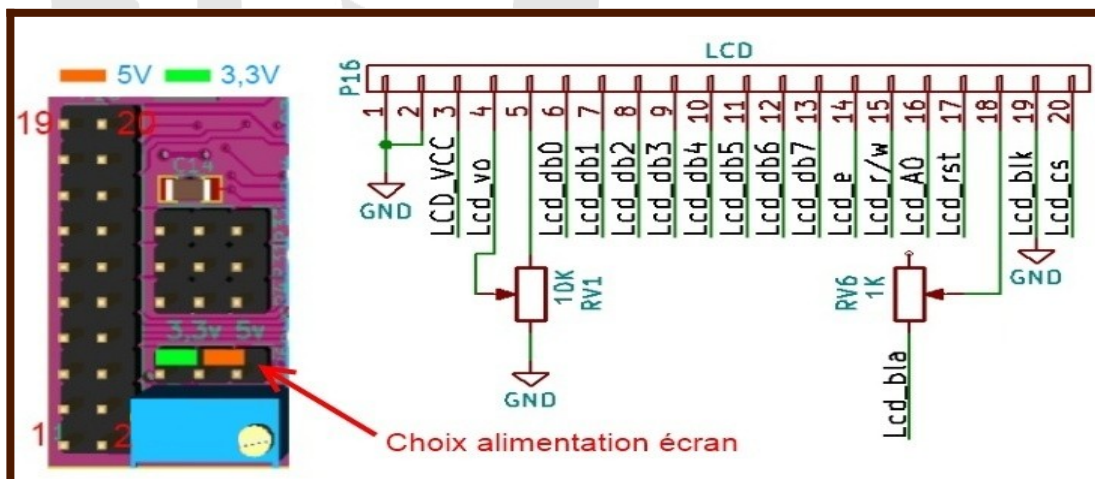 5V 3,3V
19 20
C14
3,3v 5v
1 2
Choix alimentation écran
LCD
P16
1 2 3 4 5 6 7 8 9 10 11 12 13 14 15 16 17 18 19 20
LCD_VCC
Lcd_vo
Lcd_db0
Lcd_db1
Lcd_db2
Lcd_db3
Lcd_db4
Lcd_db5
Lcd_db6
Lcd_db7
Lcd_e
Lcd_r/w
Lcd_A0
Lcd_rst
Lcd_blk
Lcd_cs
GND
10K
RV1
GND
RV6
1K
GND
Lcd_bla